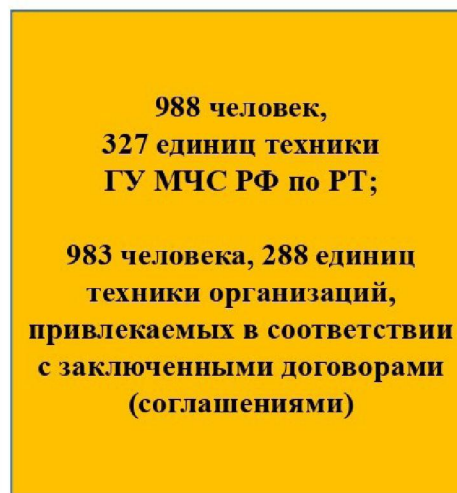 988 человек,
327 единиц техники
ГУ МЧС РФ по РТ;
983 человека, 288 единиц
техники организаций,
привлекаемых в соответствии
с заключенными договорами
(соглашениями)